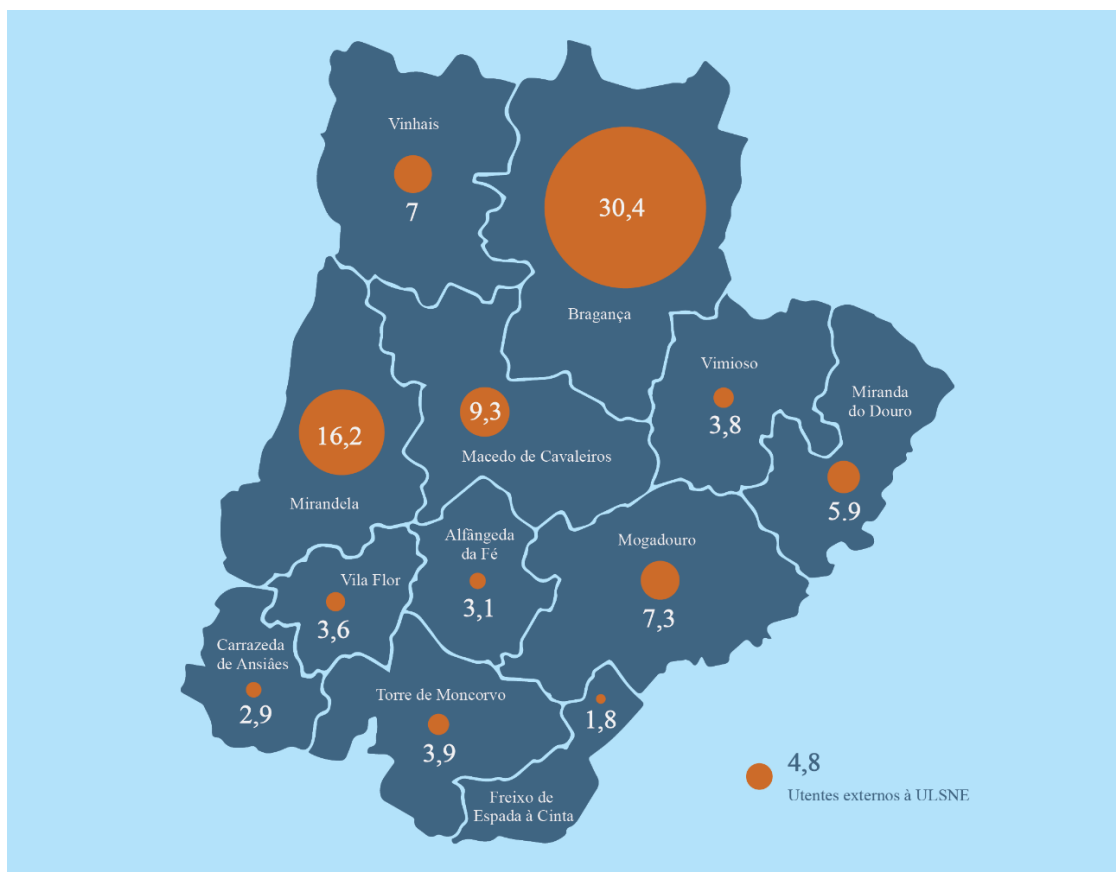 Vinhais
7
30,4
Bragança
Vimioso
3,8
Miranda
do Douro
5.9
9,3
Macedo de Cavaleiros
16,2
Mirandela
Alfângeda
da Fé
3,1
Mogadouro
7,3
Vila Flor
3,6
Carrazeda
de Ansiâes
2,9
Torre de Moncorvo
3,9
1,8
Freixo de
Espada à Cinta
4,8
Utentes externos à ULSNE